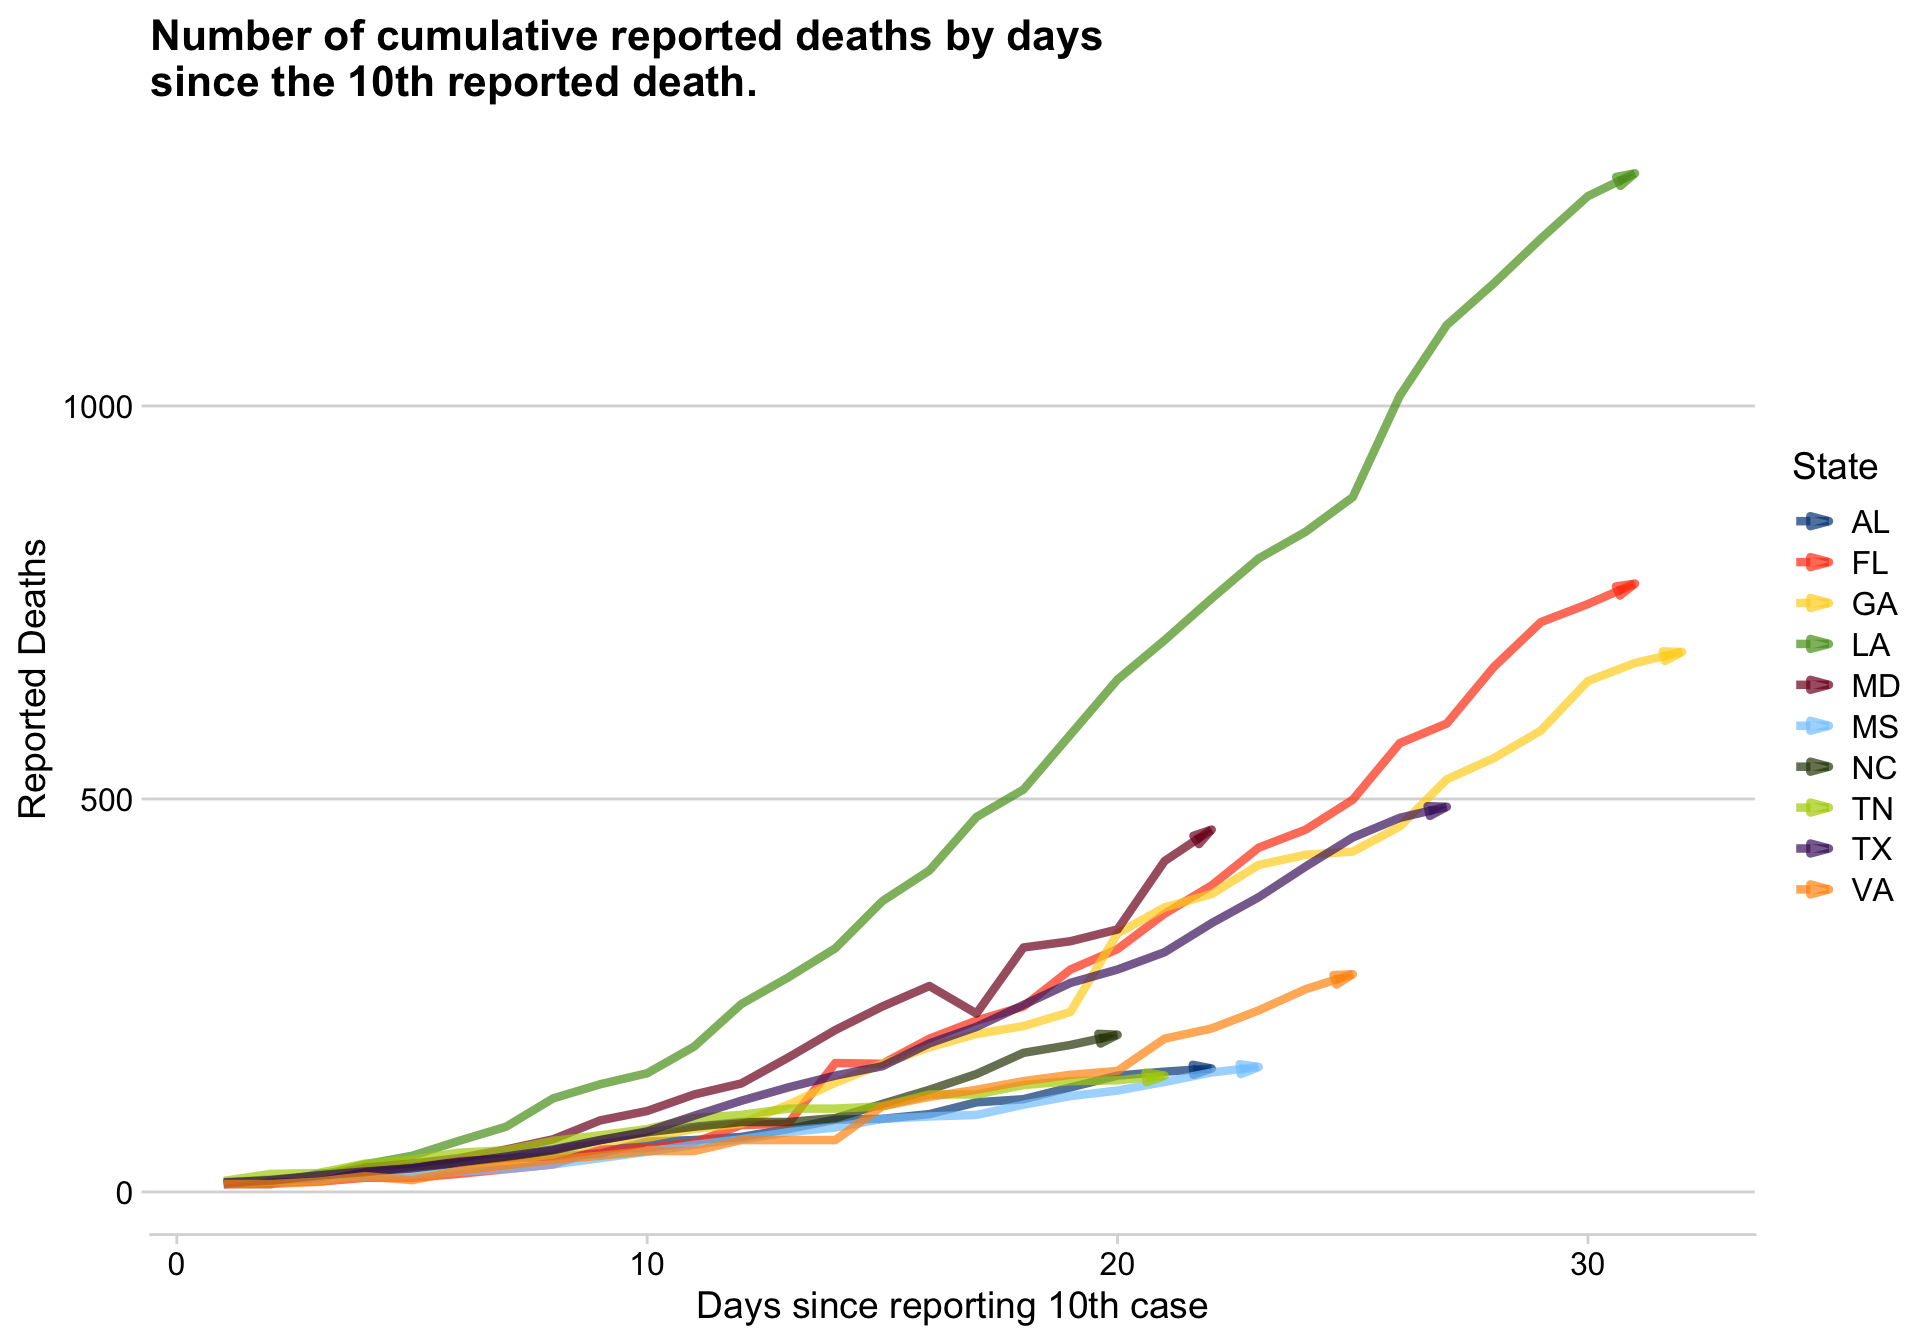 Number of cumulative reported deaths by days
since the 10th reported death.
1000
500
0
Reported Deaths
0 10 20 30
Days since reporting 10th case
State
AL
FL
GA
LA
MD
MS
NC
TN
TX
VA